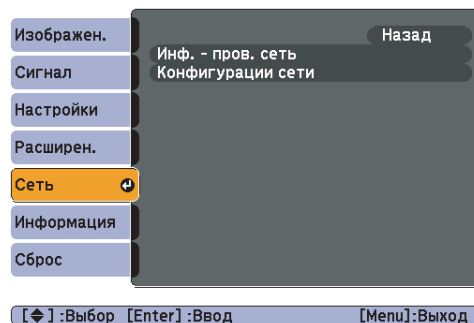 Изображен.
Сигнал
Настройки
Расширен.
Сеть
Информация
Сброс
Назад
Инф. - пров. сеть
Конфигурации сети
[◆] :Выбор [Enter] :Ввод [Menu]:Выход